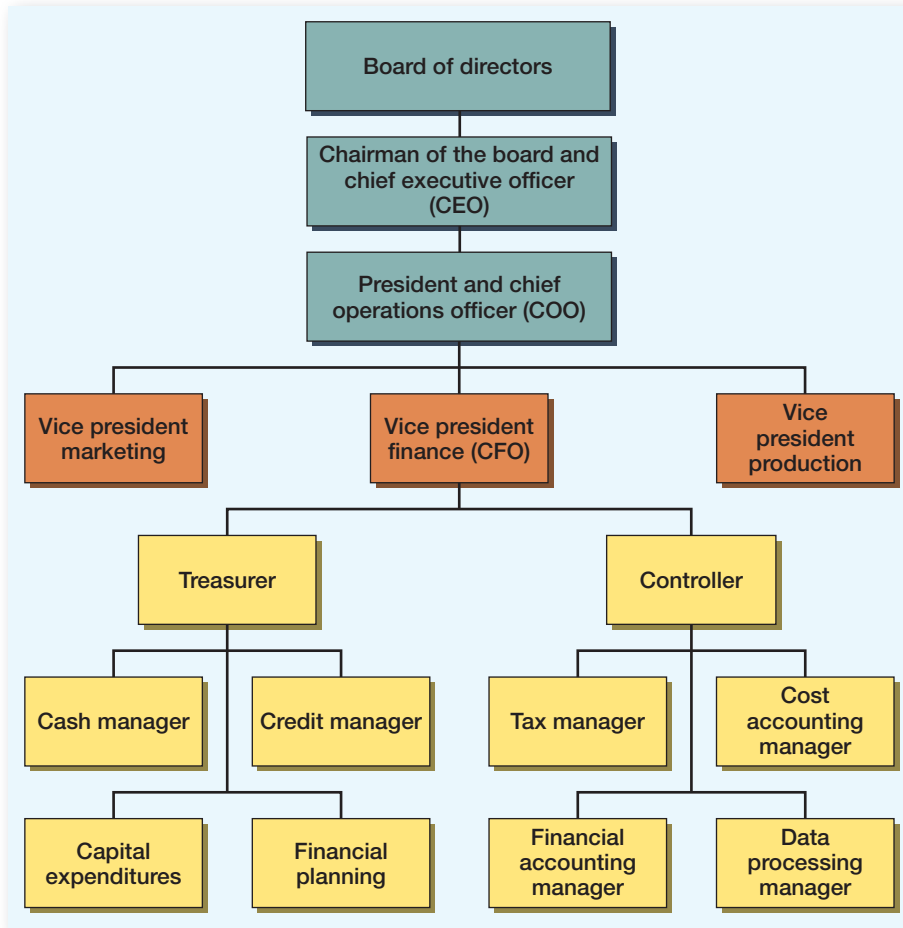 Board of directors
Chairman of the board and
chief executive officer
(CEO)
President and chief
operations officer (COO)
Vice president
marketing
Vice president
finance (CFO)
Vice
president
production
Treasurer
Controller
Cash manager
Credit manager
Tax manager
Cost
accounting
manager
Capital
expenditures
Financial
planning
Financial
accounting
manager
Data
processing
manager